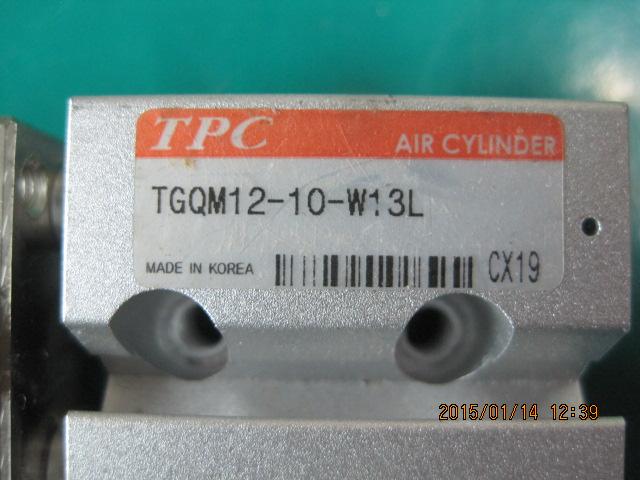 TPC AIR CYLINDER
TGQM12-10-W13L
MADE IN KOREA CX19
2015/01/14 12:39